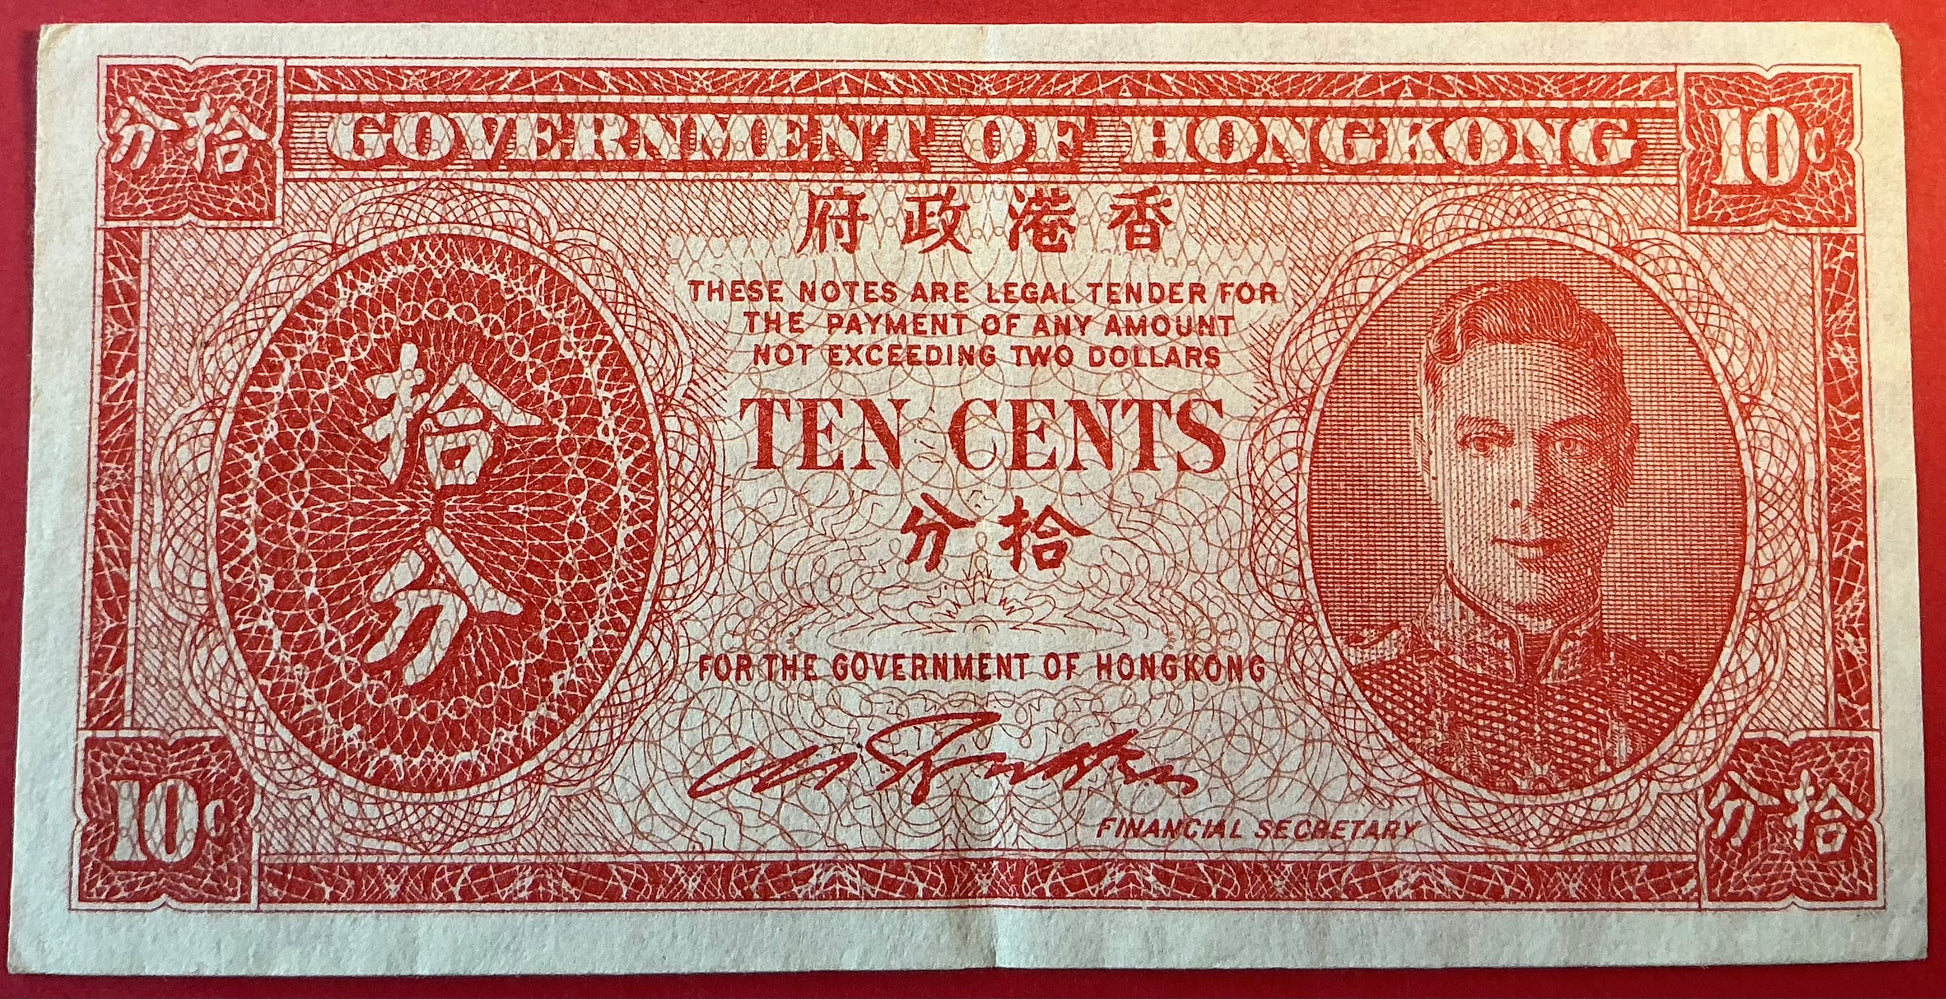 分拾
GOVERNMENT OF HONGKONG
10c
府政港香
THESE NOTES ARE LEGAL TENDER FOR
THE PAYMENT OF ANY AMOUNT
NOT EXCEEDING TWO DOLLARS
拾
分
TEN CENTS
分拾
FOR THE GOVERNMENT OF HONGKONG
FINANCIAL SECRETARY
10c
分拾